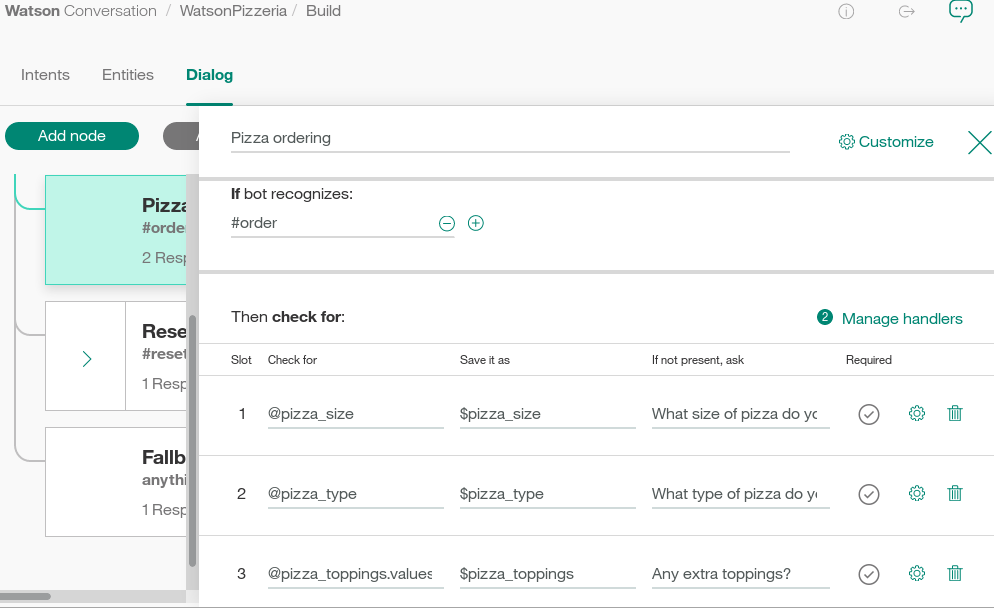 Watson Conversation / WatsonPizzeria / Build
Intents Entities Dialog
Add node
Pizza ordering
Customize
If bot recognizes:
#order
Then check for:
2 Manage handlers
Slot Check for Save it as If not present, ask Required
1 @pizza_size $pizza_size What size of pizza do yo
2 @pizza_type $pizza_type What type of pizza do y
3 @pizza_toppings.values $pizza_toppings Any extra toppings?
Pizza
#orde
2 Resp
Rese
#reset
1 Resp
Fallb
anythi
1 Resp